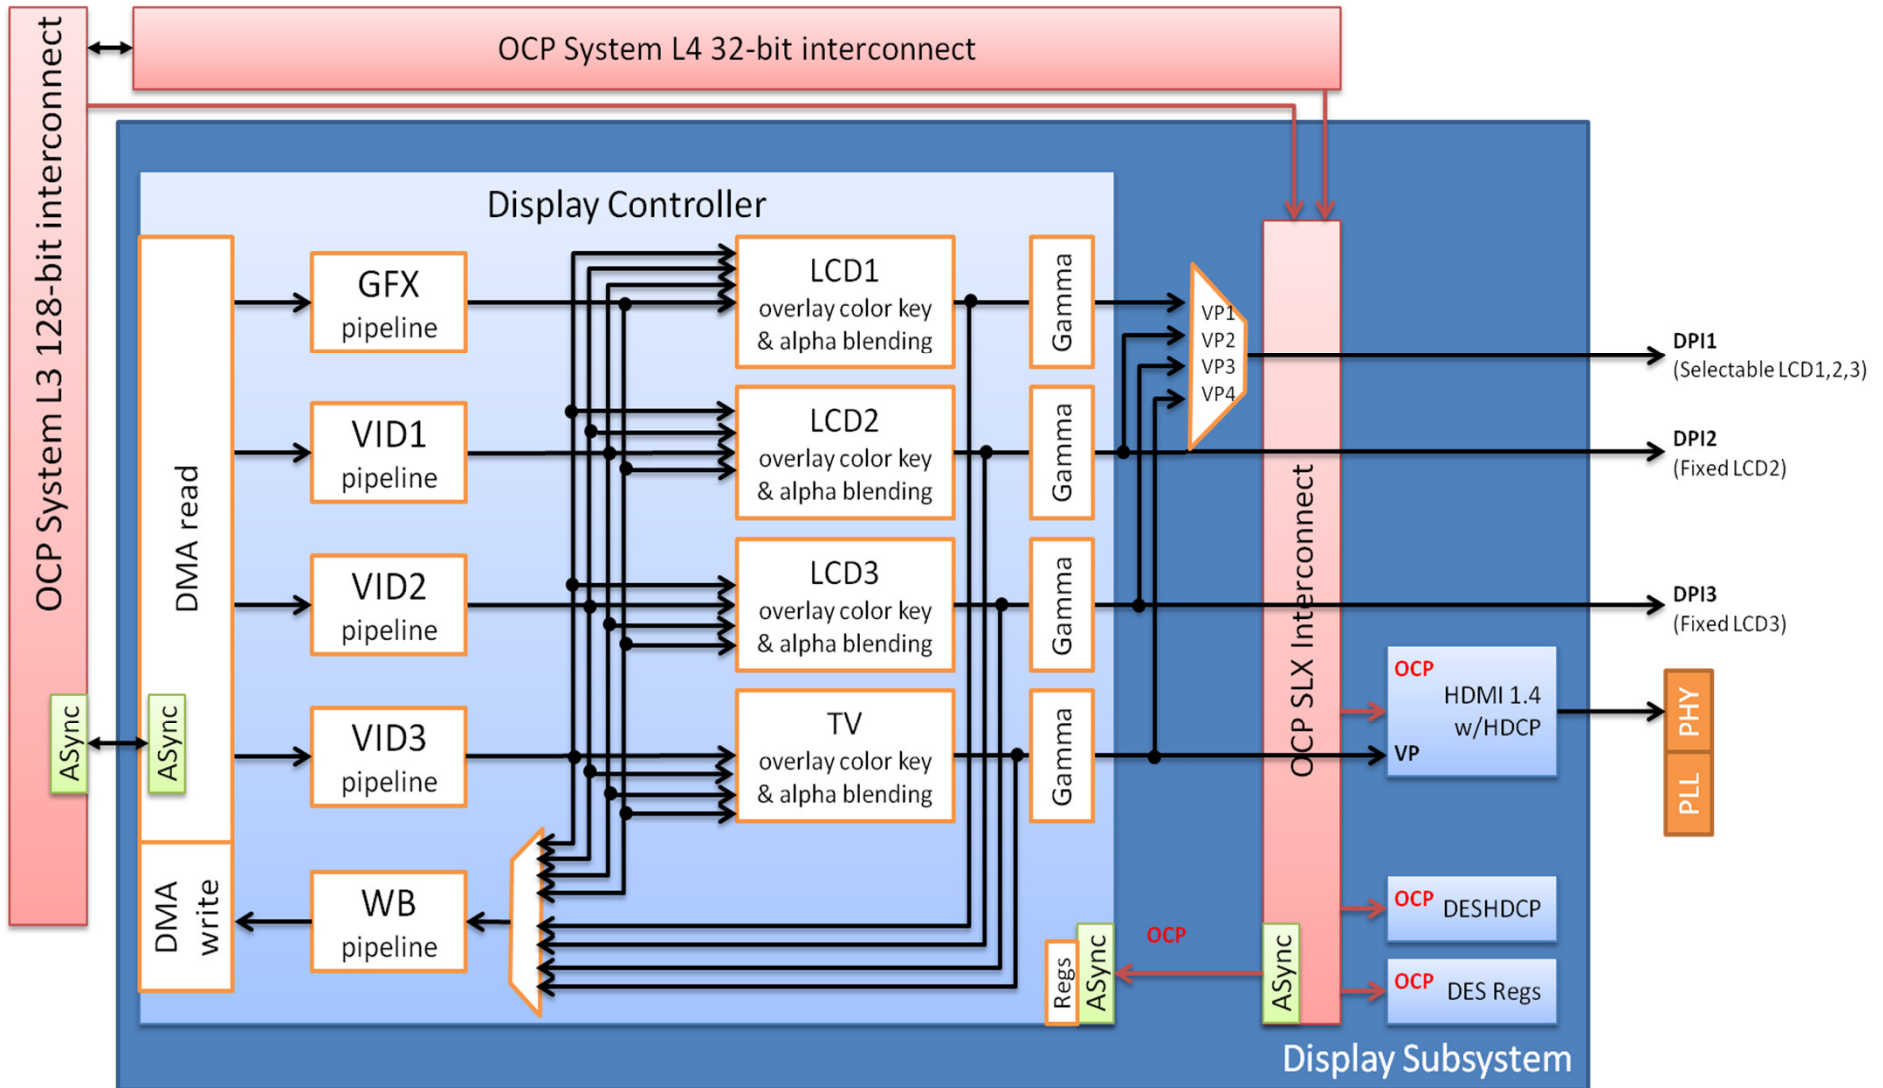 OCP System L4 32-bit interconnect
OCP System L3 128-bit interconnect
Display Controller
DMA read
GFX
pipeline
LCD1
overlay color key
& alpha blending
Gamma
VP1
VP2
VP3
VP4
DPI1
(Selectable LCD1,2,3)
VID1
pipeline
LCD2
overlay color key
& alpha blending
Gamma
DPI2
(Fixed LCD2)
VID2
pipeline
LCD3
overlay color key
& alpha blending
Gamma
OCP SLX Interconnect
DPI3
(Fixed LCD3)
ASync
ASync
VID3
pipeline
TV
overlay color key
& alpha blending
Gamma
OCP
HDMI 1.4
w/HDCP
VP
PHY
PLL
DMA
write
WB
pipeline
Regs
ASync
OCP
ASync
OCP
DESHDCP
OCP
DES Regs
Display Subsystem